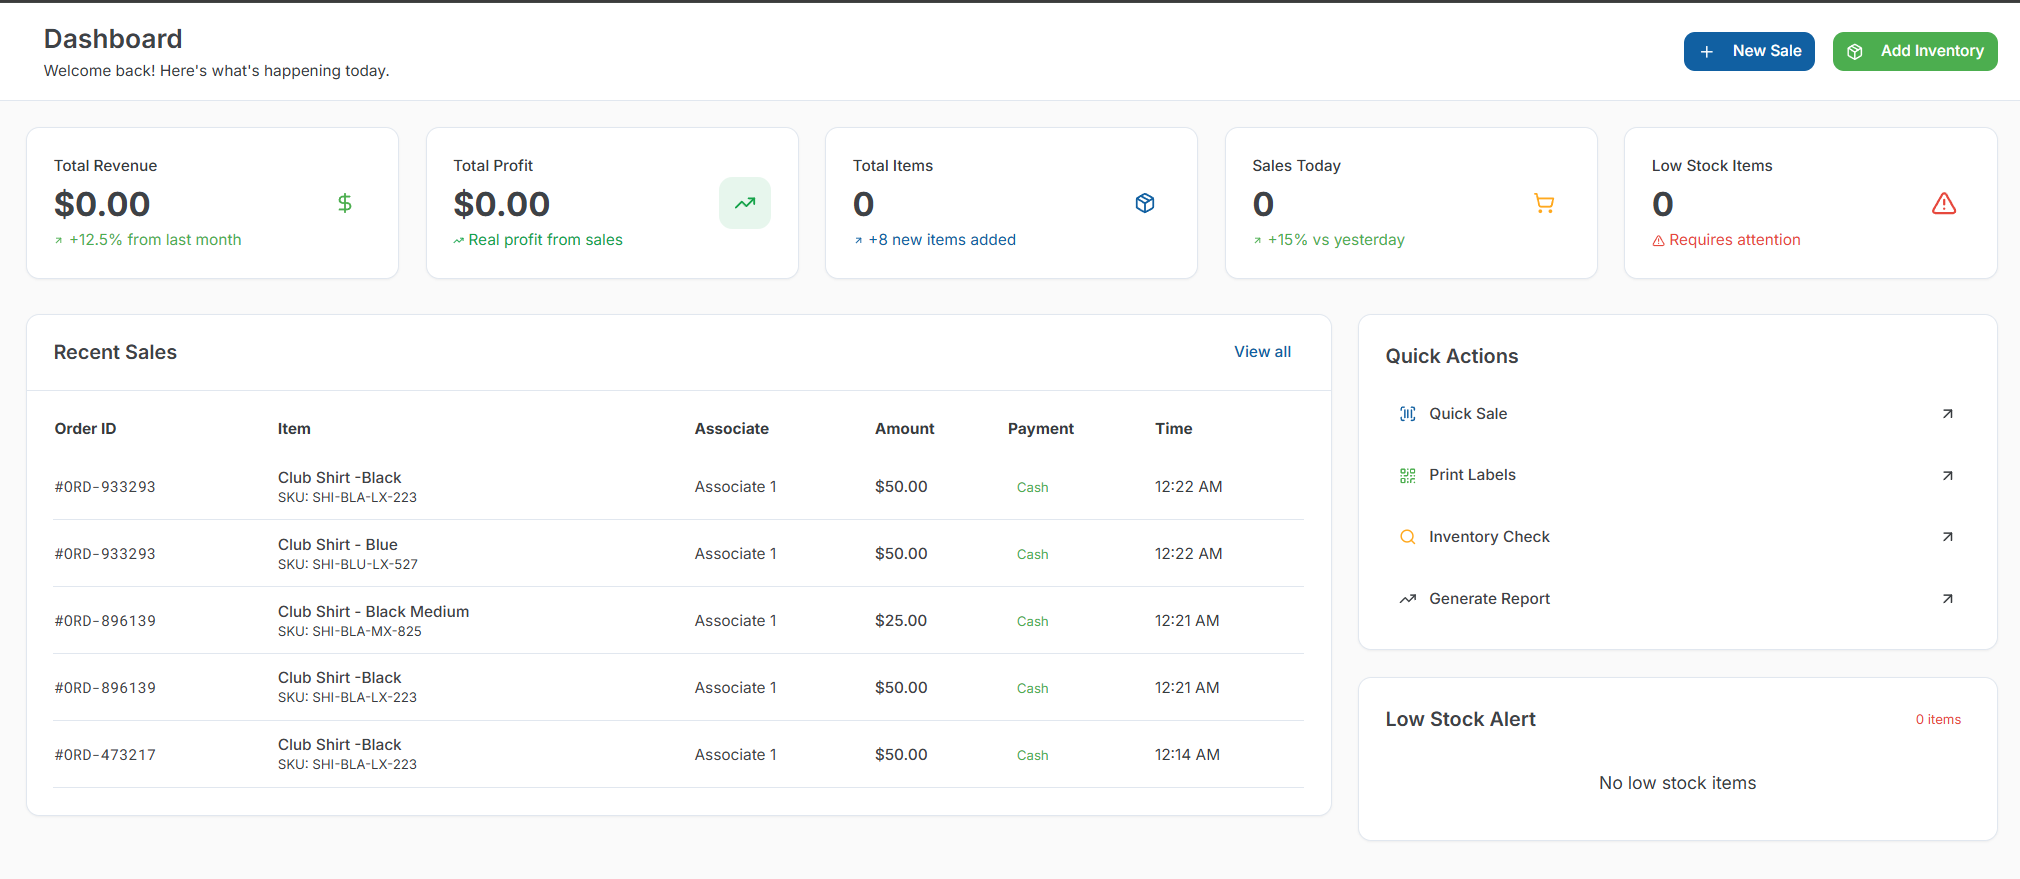 Dashboard
Welcome back! Here's what's happening today.
New Sale
Add Inventory
Total Revenue
$0.00
+12.5% from last month
Total Profit
$0.00
Real profit from sales
Total Items
0
+8 new items added
Sales Today
0
+15% vs yesterday
Low Stock Items
0
Requires attention
Recent Sales
View all
Order ID Item Associate Amount Payment Time
#ORD-933293 Club Shirt -Black Associate 1 $50.00 Cash 12:22 AM
SKU: SHI-BLA-LX-223
#ORD-933293 Club Shirt - Blue Associate 1 $50.00 Cash 12:22 AM
SKU: SHI-BLU-LX-527
#ORD-896139 Club Shirt - Black Medium Associate 1 $25.00 Cash 12:21 AM
SKU: SHI-BLA-MX-825
#ORD-896139 Club Shirt -Black Associate 1 $50.00 Cash 12:21 AM
SKU: SHI-BLA-LX-223
#ORD-473217 Club Shirt -Black Associate 1 $50.00 Cash 12:14 AM
SKU: SHI-BLA-LX-223
Quick Actions
Quick Sale
Print Labels
Inventory Check
Generate Report
Low Stock Alert
0 items
No low stock items